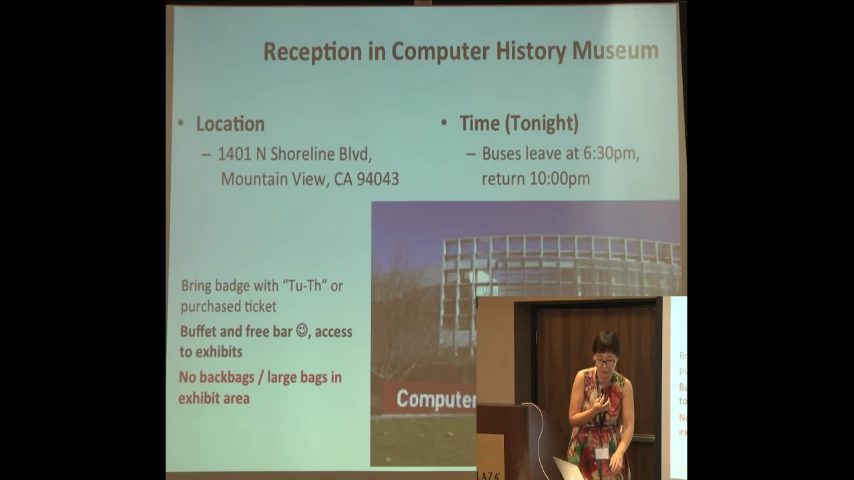 Reception in Computer History Museum
• Location
– 1401 N Shoreline Blvd,
Mountain View, CA 94043
• Time (Tonight)
– Buses leave at 6:30pm,
return 10:00pm
Bring badge with “Tu-Th” or
purchased ticket
Buffet and free bar ☺, access
to exhibits
No backbags / large bags in
exhibit area
Computer